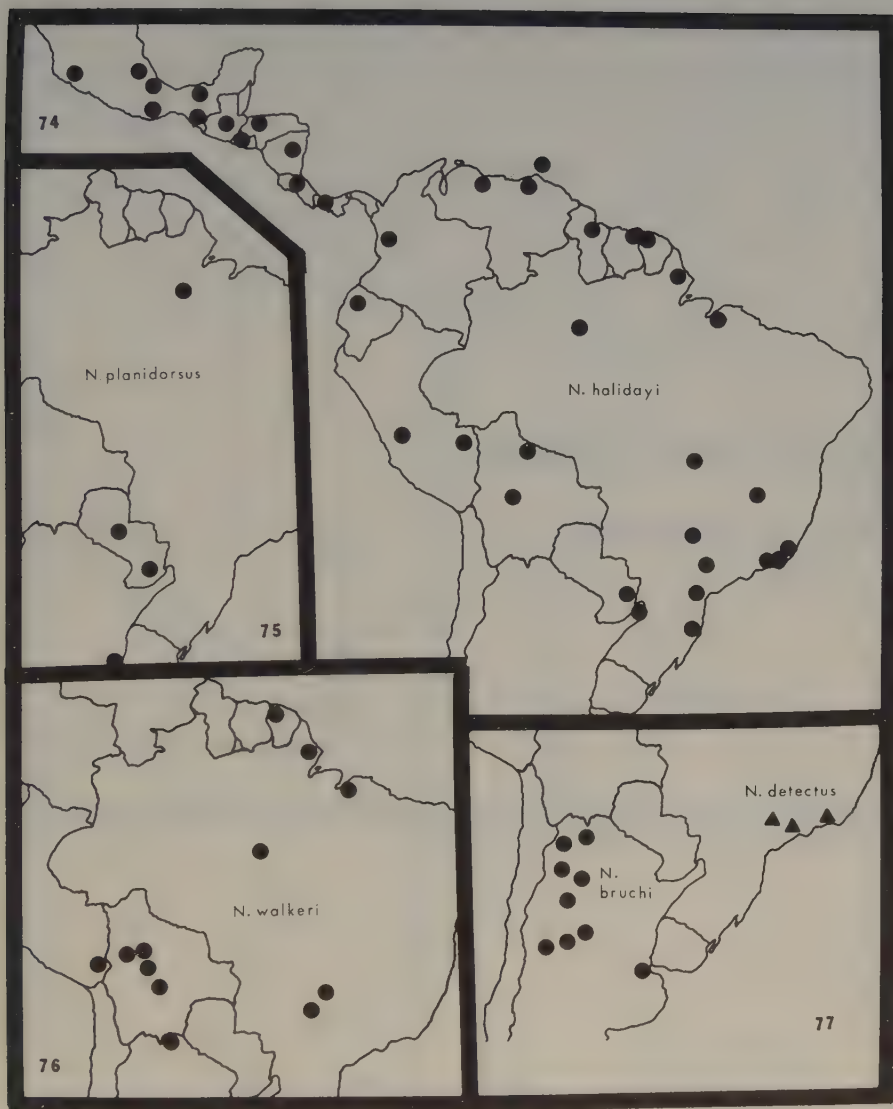 74
N. halidayi
N. planidorsus
75
N. walkeri
76
N. detectus
N.
bruchi
77